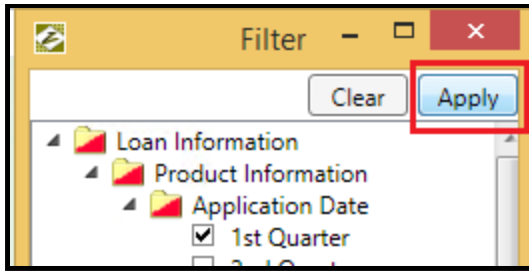 Filter
Clear Apply
Loan Information
Product Information
Application Date
1st Quarter